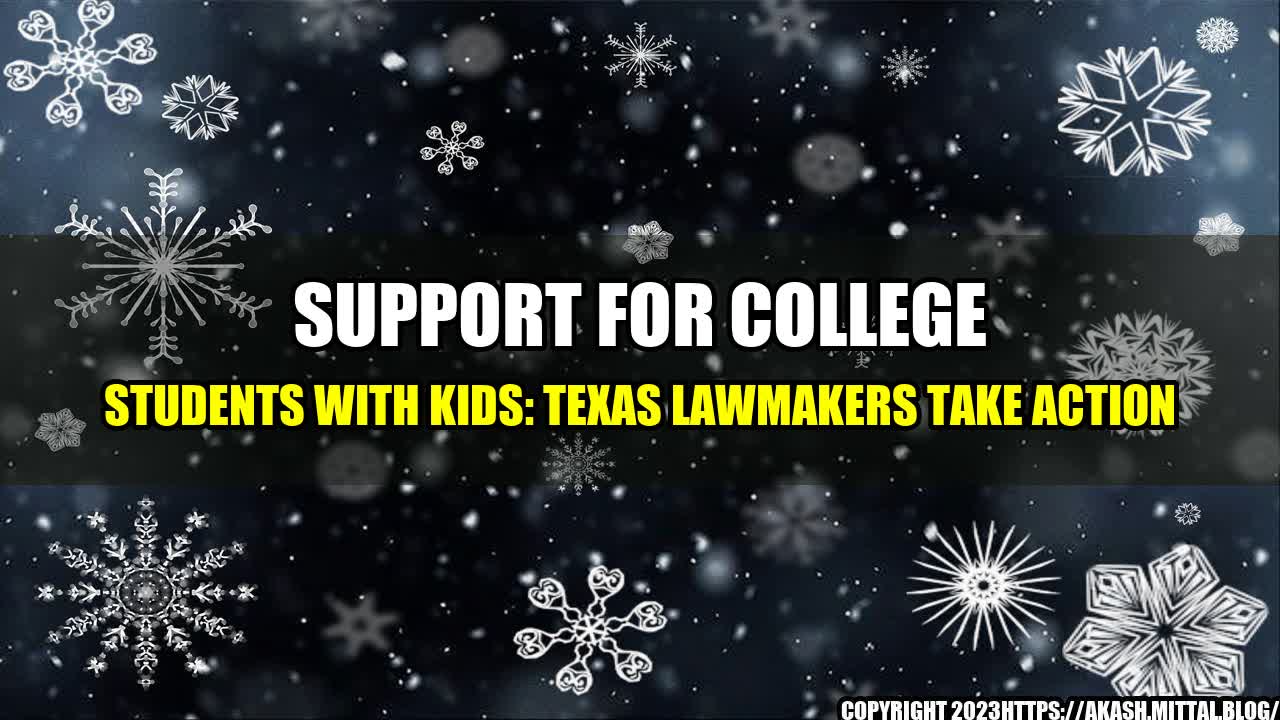 SUPPORT FOR COLLEGE
STUDENTS WITH KIDS: TEXAS LAWMAKERS TAKE ACTION
COPYRIGHT 2023HTTPS://AKASH.MITTAL.BLOG/